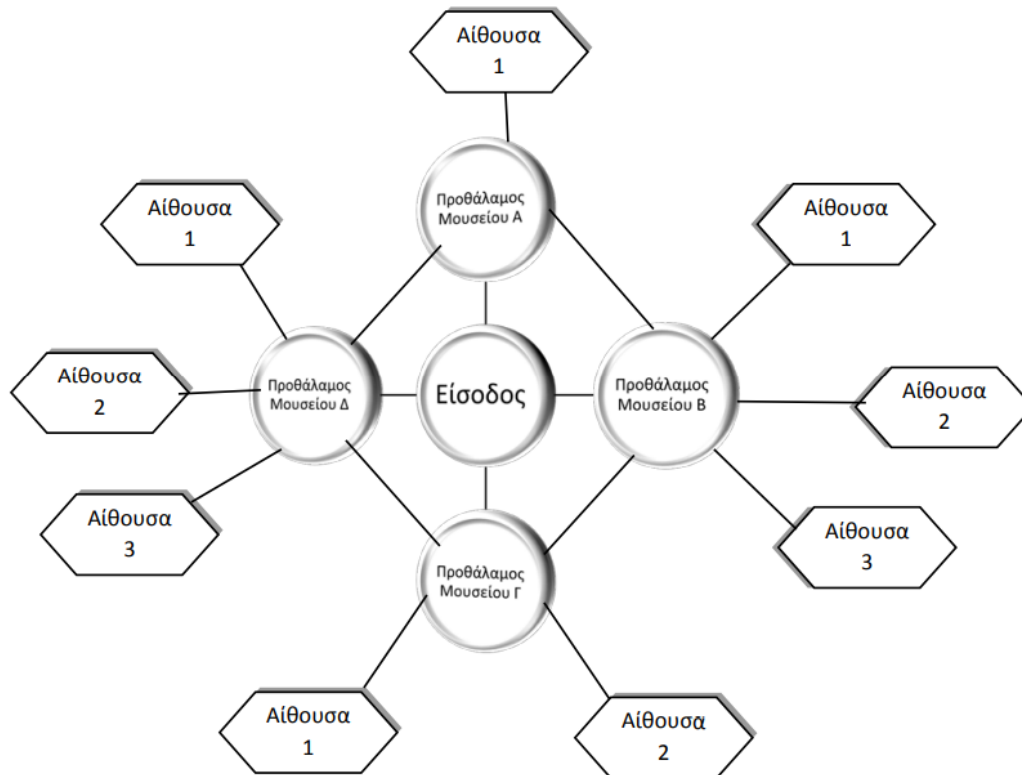 Αίθουσα
1
Προθάλαμος
Μουσείου Α
Αίθουσα
1
Αίθουσα
1
Αίθουσα
2
Προθάλαμος
Μουσείου Δ
Είσοδος
Προθάλαμος
Μουσείου Β
Αίθουσα
2
Αίθουσα
3
Προθάλαμος
Μουσείου Γ
Αίθουσα
3
Αίθουσα
1
Αίθουσα
2